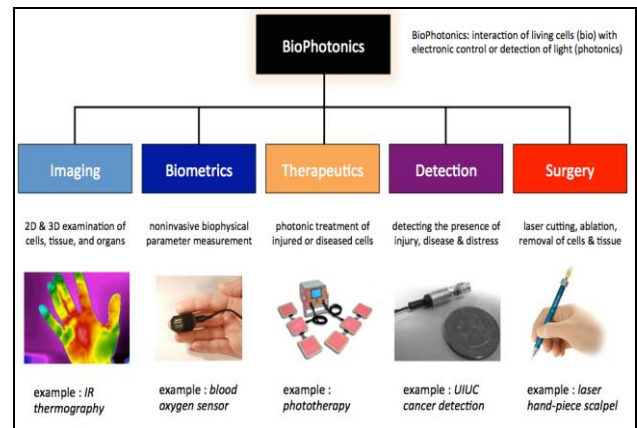 BioPhotonics
BioPhotonics: interaction of living cells (bio) with
electronic control or detection of light (photonics)
Imaging
Biometrics
Therapeutics
Detection
Surgery
2D & 3D examination of
cells, tissue, and organs
noninvasive biophysical
parameter measurement
photonic treatment of
injured or diseased cells
detecting the presence of
injury, disease & distress
laser cutting, ablation,
removal of cells & tissue
example : IR
thermography
example : blood
oxygen sensor
example :
phototherapy
example : UIUC
cancer detection
example : laser
hand-piece scalpel